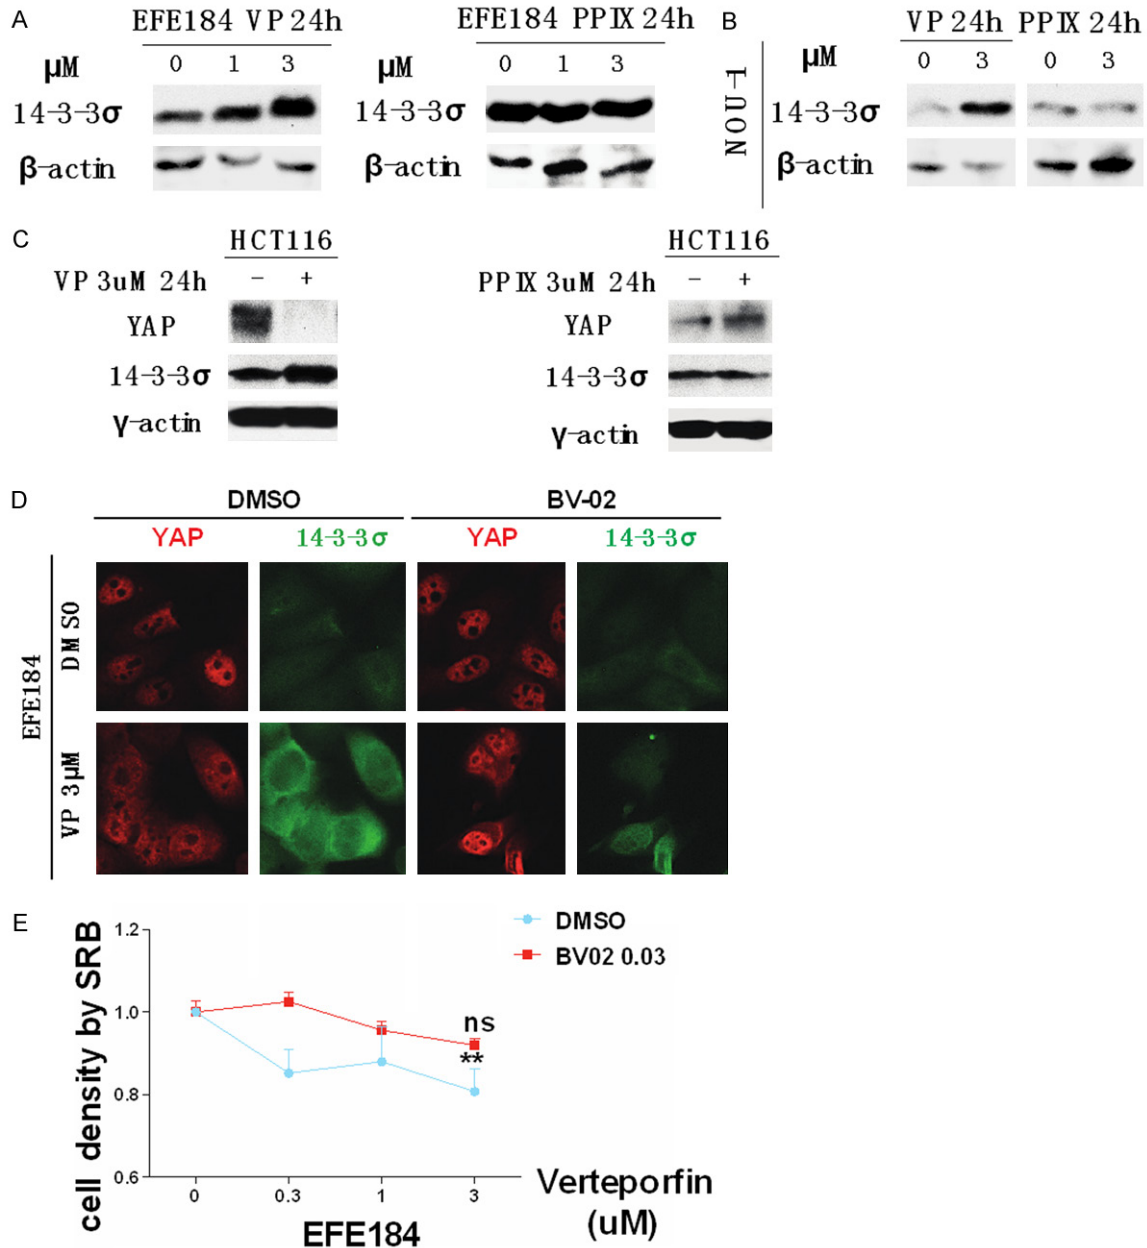 A
EFE184 VP 24h
μM 0 1 3
14-3-3σ
β-actin
EFE184 PPIX 24h
μM 0 1 3
14-3-3σ
β-actin
B
NOU-1
VP 24h PPIX 24h
μM 0 3 0 3
14-3-3σ
β-actin
C
HCT116
VP 3uM 24h - +
YAP
14-3-3σ
γ-actin
HCT116
PPIX 3uM 24h - +
YAP
14-3-3σ
γ-actin
D
DMSO BV-02
YAP 14-3-3σ YAP 14-3-3σ
EFE184
DMSO
VP 3μM
E
cell density by SRB
1.2
1.0
0.8
0.6
DMSO
BV02 0.03
ns
**
0 0.3 1 3
EFE184
Verteporfin
(uM)